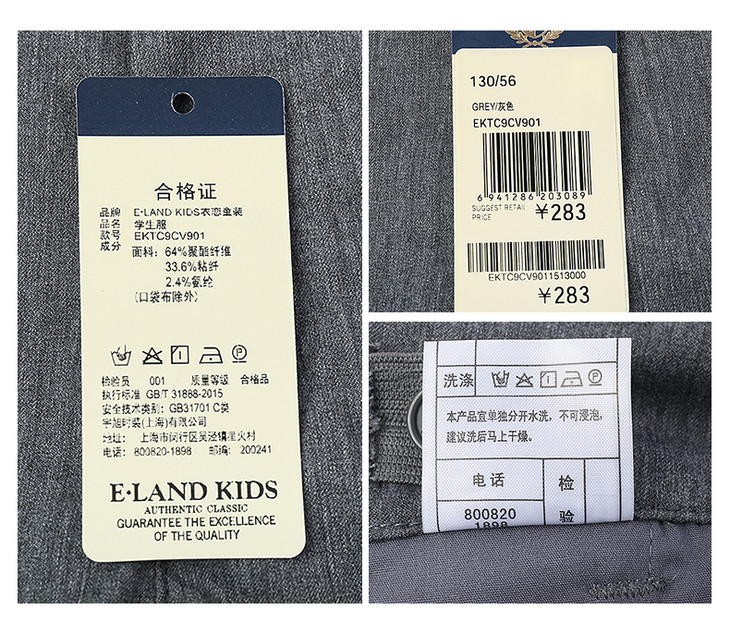 合格证
品牌 E·LAND KIDS衣恋童装
品名 学生服
款号 EKTC9CV901
成分 面料：64%聚酯纤维
33.6%粘纤
2.4%氨纶
(口袋布除外)
检验员 001 质量等级 合格品
执行标准 GB/T 31888-2015
安全技术类别: GB31701 C类
宇旭时装(上海)有限公司
地址: 上海市闵行区吴泾镇星火村
电话: 800820-1898 邮编: 200241
E·LAND KIDS
AUTHENTIC CLASSIC
GUARANTEE THE EXCELLENCE
OF THE QUALITY
130/56
GREY/灰色
EKTC9CV901
6 941286 203089
SUGGEST RETAIL
PRICE ¥283
EKTC9CV9011513000
¥283
洗涤
本产品宜单独分开水洗，不可浸泡，
建议洗后马上干燥。
电话 检
800820 验
1898